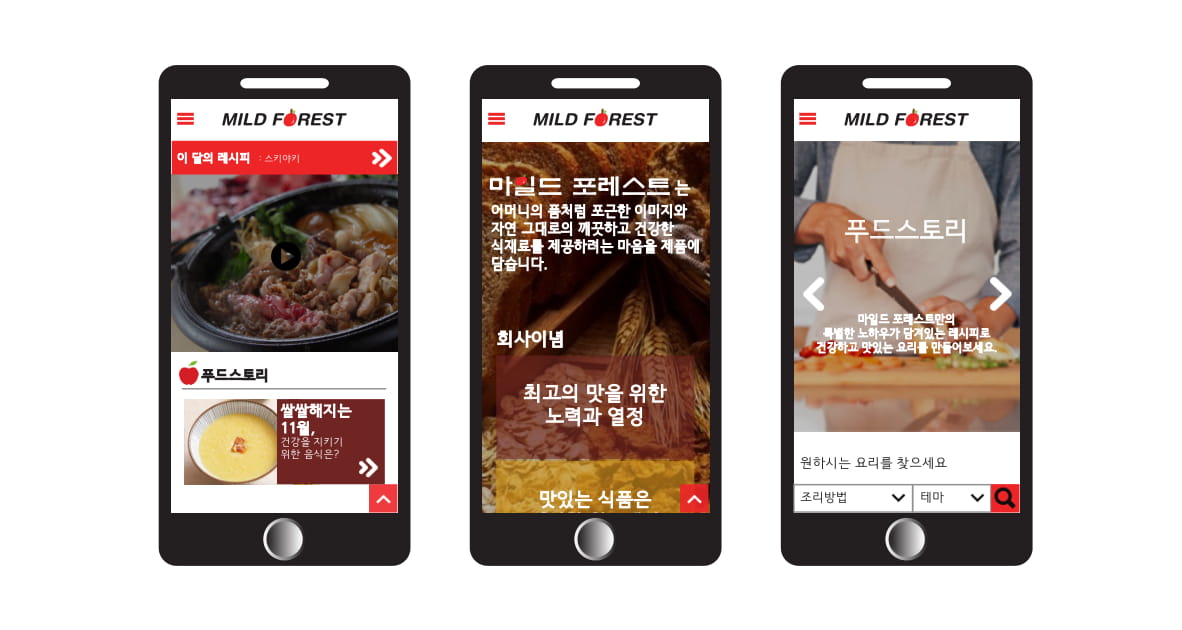 MILD FOREST
이 달의 레시피 : 스키야키
푸드스토리
쌀쌀해지는
11월,
건강을 지키기
위한 음식은?
MILD FOREST
마일드 포레스트는
어머니의 품처럼 포근한 이미지와
자연 그대로의 깨끗하고 건강한
식재료를 제공하려는 마음을 제품에
담습니다.
회사이념
최고의 맛을 위한
노력과 열정
맛있는 식품은
MILD FOREST
푸드스토리
마일드 포레스트만의
특별한 노하우가 담겨있는 레시피로
건강하고 맛있는 요리를 만들어보세요.
원하시는 요리를 찾으세요
조리방법 테마